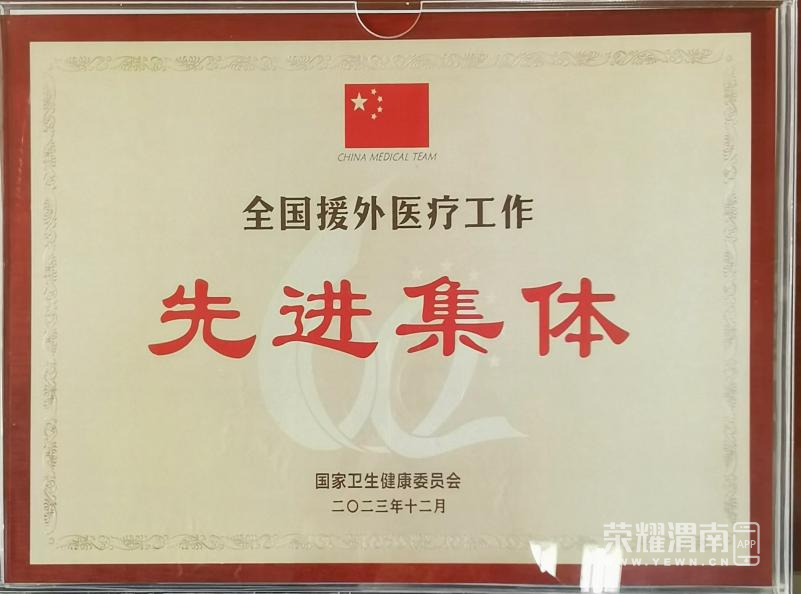 CHINA MEDICAL TEAM
全国援外医疗工作
先进集体
国家卫生健康委员会
二〇二三年十二月
荣耀渭南
APP
WWW.YEWN.CN